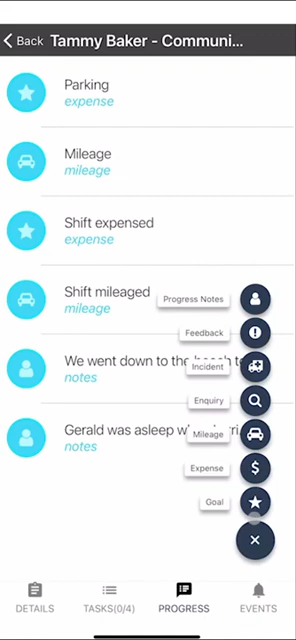 Back Tammy Baker - Communi...
Parking
expense
Mileage
mileage
Shift expensed
expense
Shift mileaged
mileage
Progress Notes
Feedback
We went down to the
Incident
notes
Enquiry
Gerald was asleep
Mileage
notes
Expense
$
Goal
DETAILS
TASKS(0/4)
PROGRESS
EVENTS